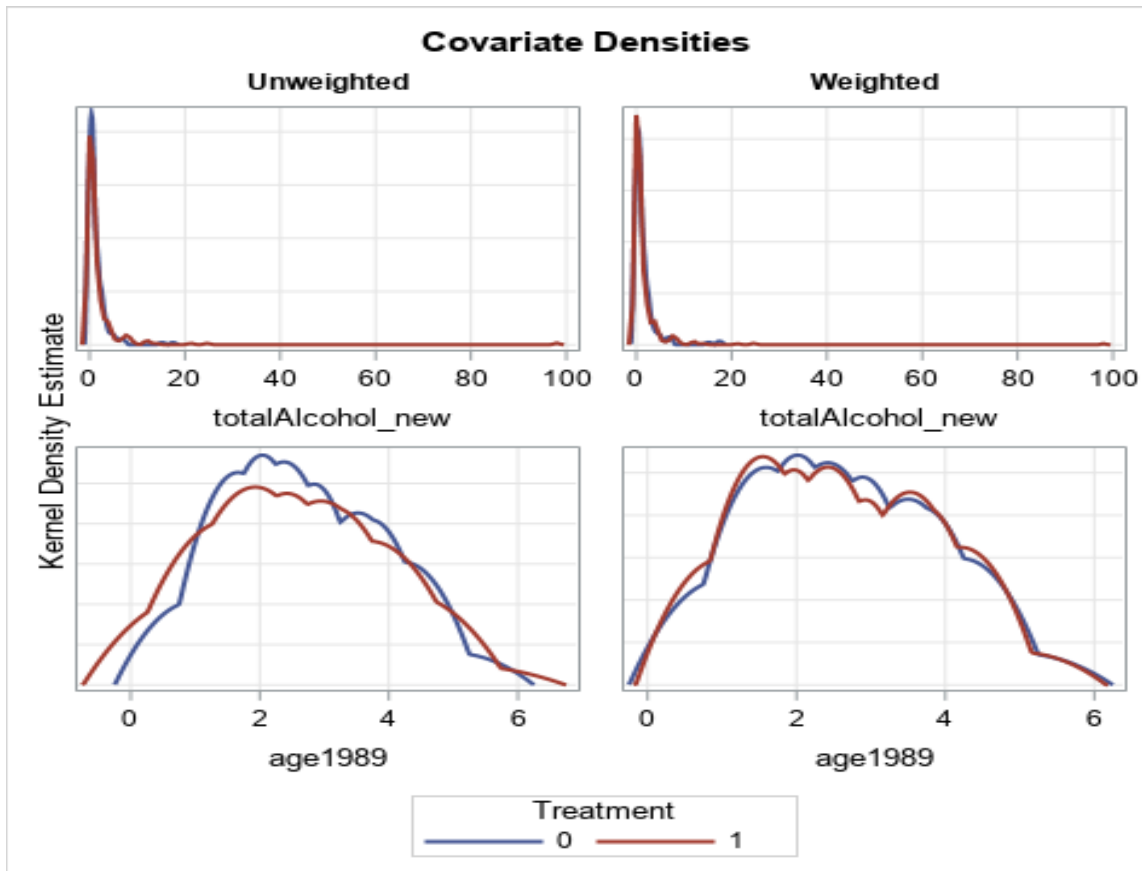 Covariate Densities
Unweighted Weighted
Kernel Density Estimate
0 20 40 60 80 100 0 20 40 60 80 100
totalAlcohol_new totalAlcohol_new
0 2 4 6 0 2 4 6
age1989 age1989
Treatment
0 1